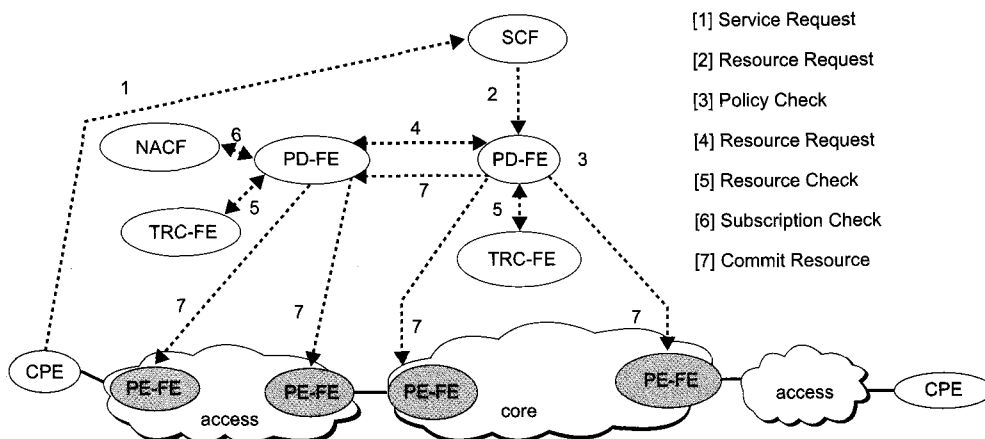 SCF
[1] Service Request
[2] Resource Request
[3] Policy Check
[4] Resource Request
[5] Resource Check
[6] Subscription Check
[7] Commit Resource
1
2
NACF
6
PD-FE
4
PD-FE
3
7
5
TRC-FE
5
TRC-FE
7
7
7
7
CPE
PE-FE
PE-FE
PE-FE
PE-FE
access
core
access
CPE